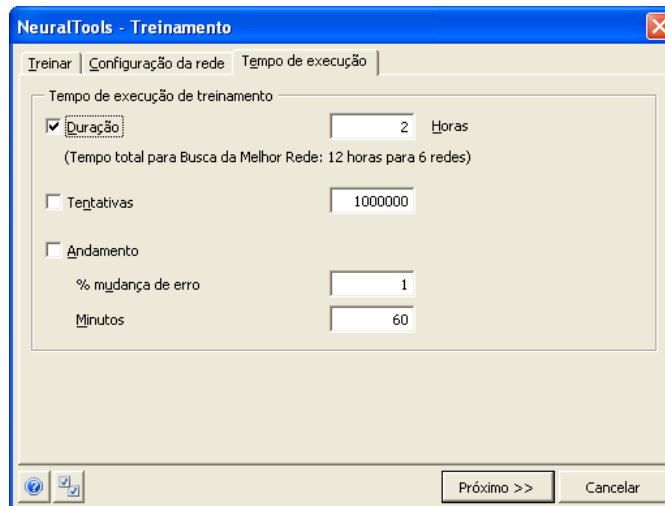 NeuralTools - Treinamento
Treinar Configuração da rede Tempo de execução
Tempo de execução de treinamento
Duração 2 Horas
(Tempo total para Busca da Melhor Rede: 12 horas para 6 redes)
Tentativas 1000000
Andamento
% mudança de erro 1
Minutos 60
Próximo >> Cancelar